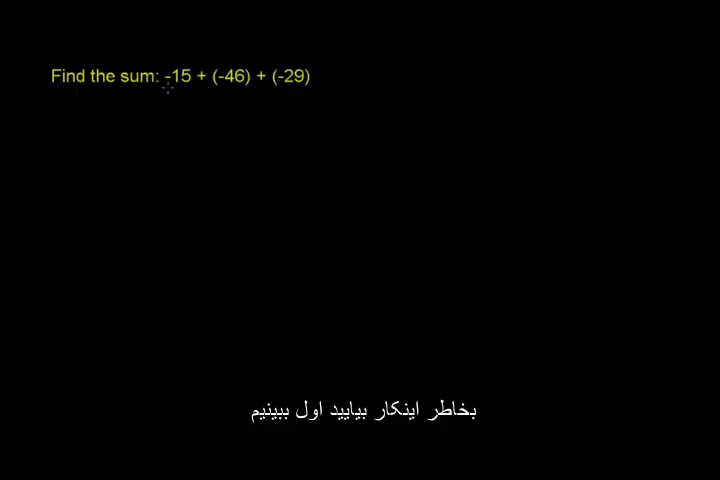 Find the sum: -15 + (-46) + (-29)
بخاطر اینکار بیایید اول ببینیم